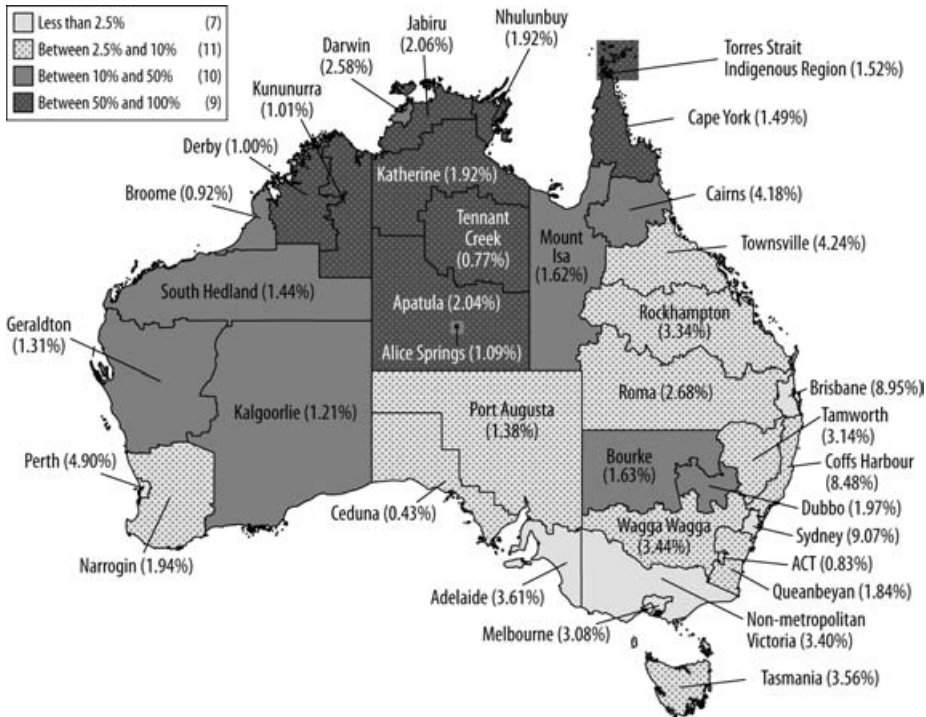 Less than 2.5% (7)
Between 2.5% and 10% (11)
Between 10% and 50% (10)
Between 50% and 100% (9)
Nhulunbuy
(1.92%)
Jabiru
(2.06%)
Darwin
(2.58%)
Kununurra
(1.01%)
Derby (1.00%)
Broome (0.92%)
Torres Strait
Indigenous Region (1.52%)
Cape York (1.49%)
Katherine (1.92%)
Cairns (4.18%)
Tennant
Creek
(0.77%)
Mount
Isa
(1.62%)
Townsville (4.24%)
South Hedland (1.44%)
Apatula (2.04%)
Rockhampton
(3.34%)
Geraldton
(1.31%)
Alice Springs (1.09%)
Roma (2.68%)
Brisbane (8.95%)
Kalgoorlie (1.21%)
Port Augusta
(1.38%)
Tamworth
(3.14%)
Perth (4.90%)
Bourke
(1.63%)
Coffs Harbour
(8.48%)
Ceduna (0.43%)
Dubbo (1.97%)
Wagga Wagga
(3.44%)
Sydney (9.07%)
Narrogin (1.94%)
ACT (0.83%)
Adelaide (3.61%)
Queanbeyan (1.84%)
Melbourne (3.08%)
Non-metropolitan
Victoria (3.40%)
Tasmania (3.56%)